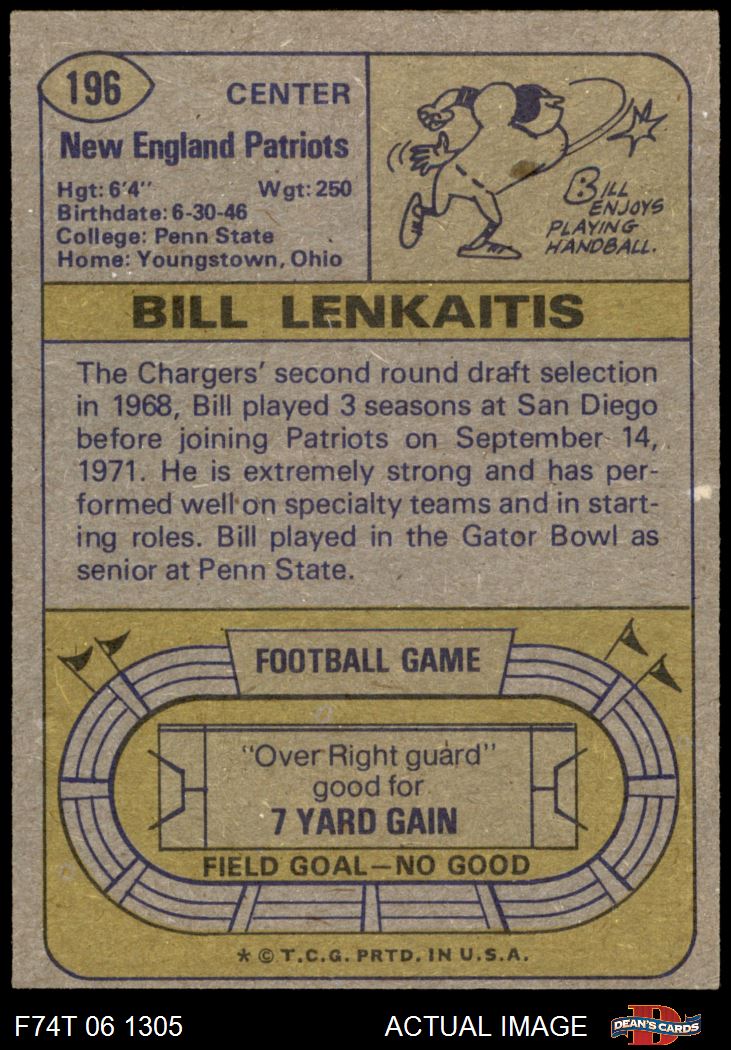 196
CENTER
New England Patriots
Hgt: 6'4" Wgt: 250
Birthdate: 6-30-46
College: Penn State
Home: Youngstown, Ohio
BILL
ENJOYS
PLAYING
HANDBALL.
BILL LENKAITIS
The Chargers' second round draft selection
in 1968, Bill played 3 seasons at San Diego
before joining Patriots on September 14,
1971. He is extremely strong and has per-
formed well on specialty teams and in start-
ing roles. Bill played in the Gator Bowl as
senior at Penn State.
FOOTBALL GAME
"Over Right guard"
good for
7 YARD GAIN
FIELD GOAL—NO GOOD
* © T.C.G. PRTD. IN U.S.A.
F74T 06 1305 ACTUAL IMAGE
D
DEAN'S CARDS